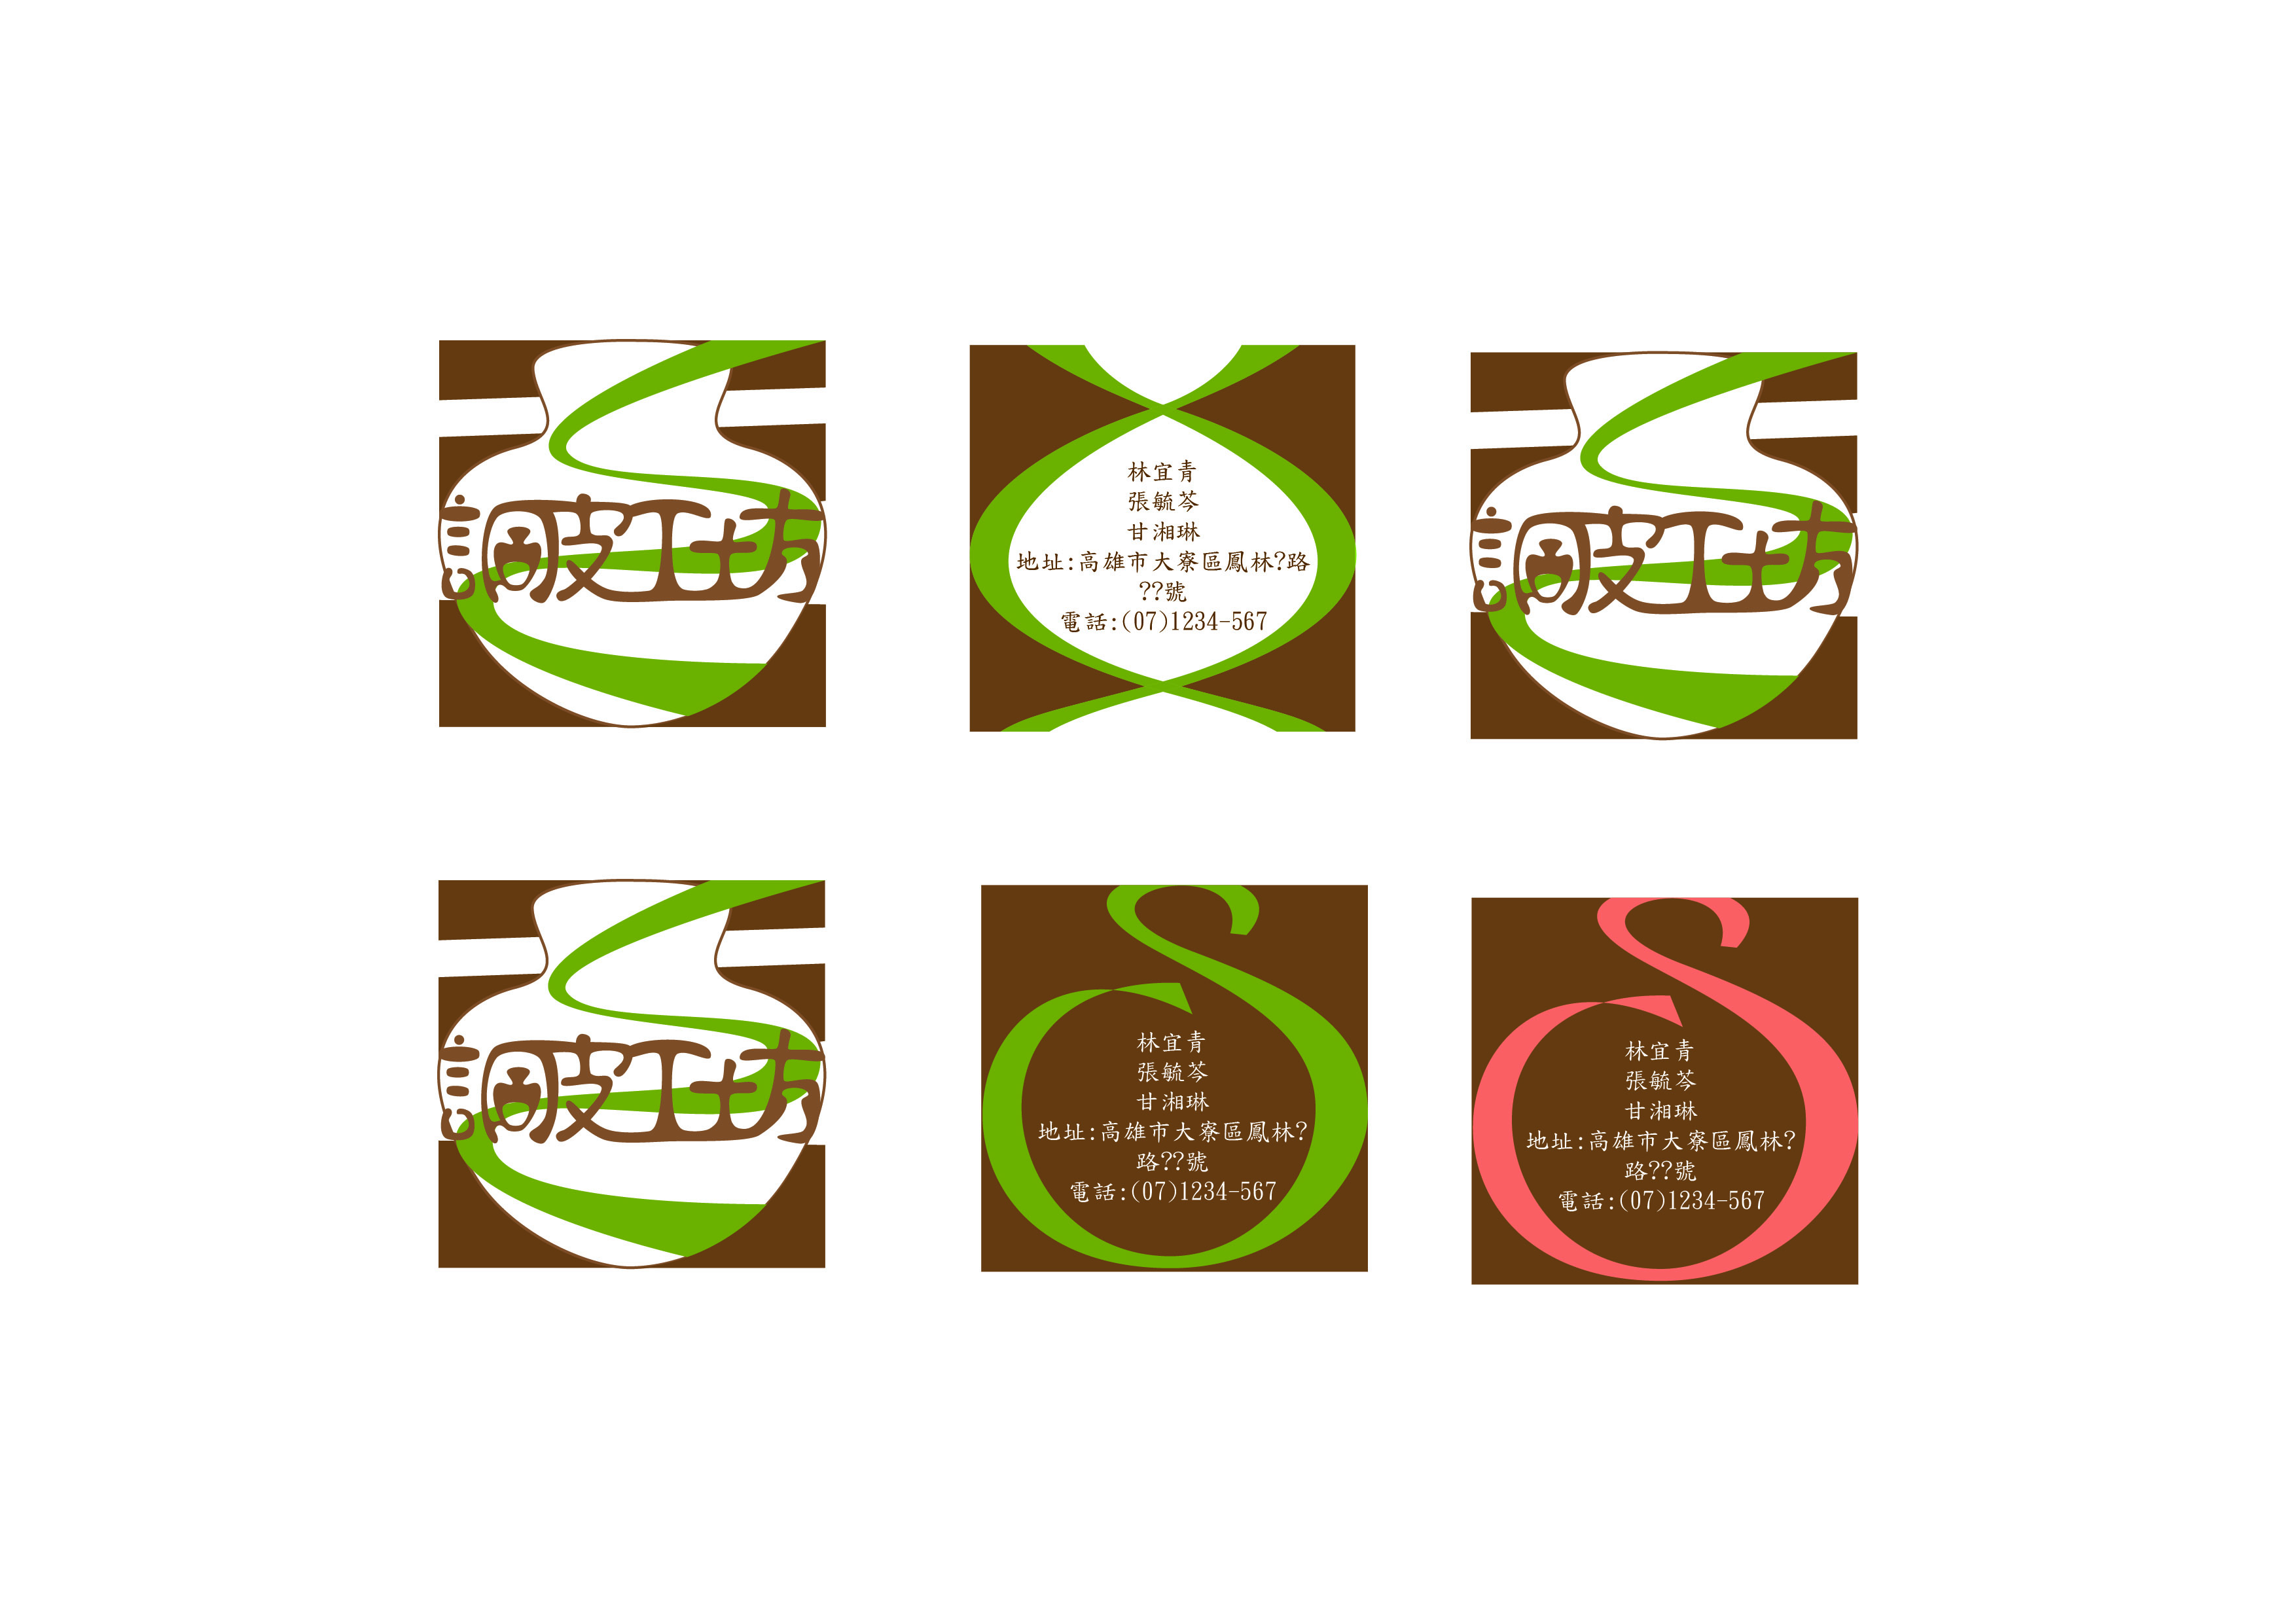 調皮工坊
林宜青
張毓芩
甘湘琳
地址:高雄市大寮區鳳林?路
??號
電話:(07)1234-567
調皮工坊
調皮工坊
林宜青
張毓芩
甘湘琳
地址:高雄市大寮區鳳林?
路??號
電話:(07)1234-567
林宜青
張毓芩
甘湘琳
地址:高雄市大寮區鳳林?
路??號
電話:(07)1234-567